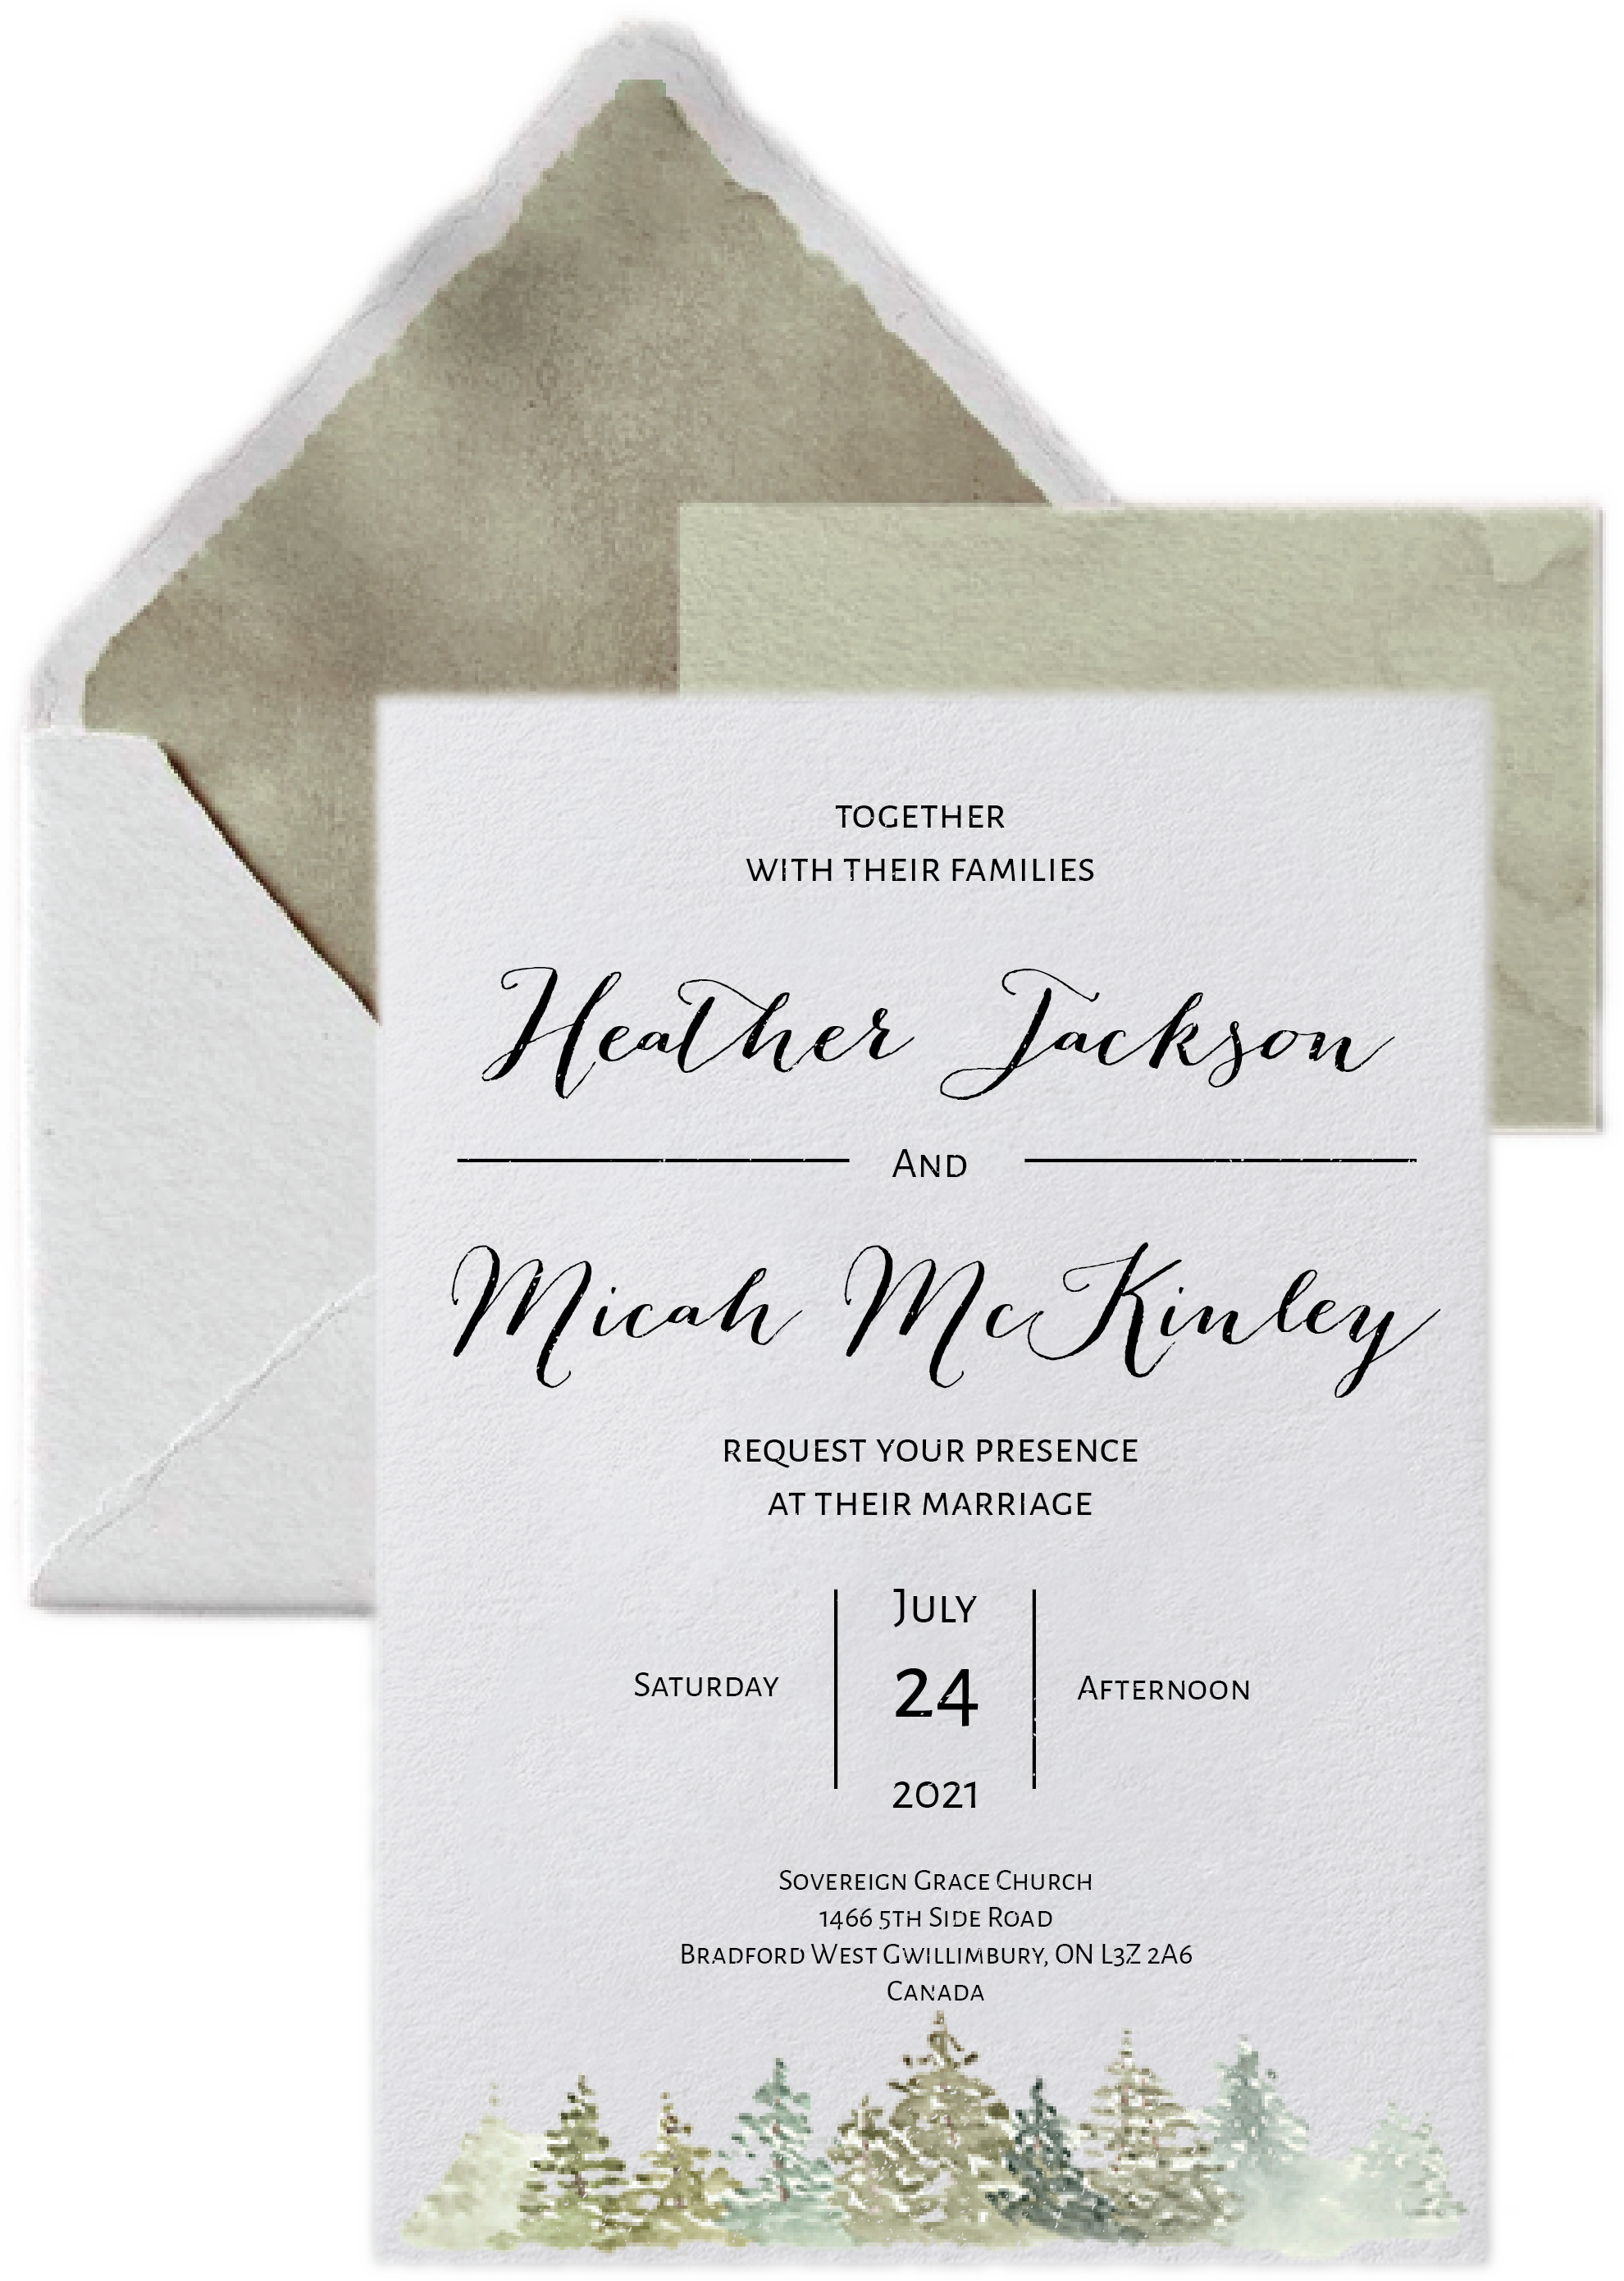 TOGETHER
WITH THEIR FAMILIES
Heather Jackson
AND
Micah McKinley
REQUEST YOUR PRESENCE
AT THEIR MARRIAGE
JULY
SATURDAY 24 AFTERNOON
2021
SOVEREIGN GRACE CHURCH
1466 5TH SIDE ROAD
BRADFORD WEST GWILLIMBURY, ON L3Z 2A6
CANADA